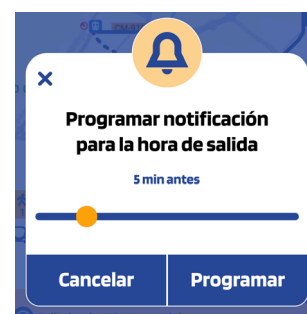 Programar notificación
para la hora de salida
5 min antes
Cancelar
Programar